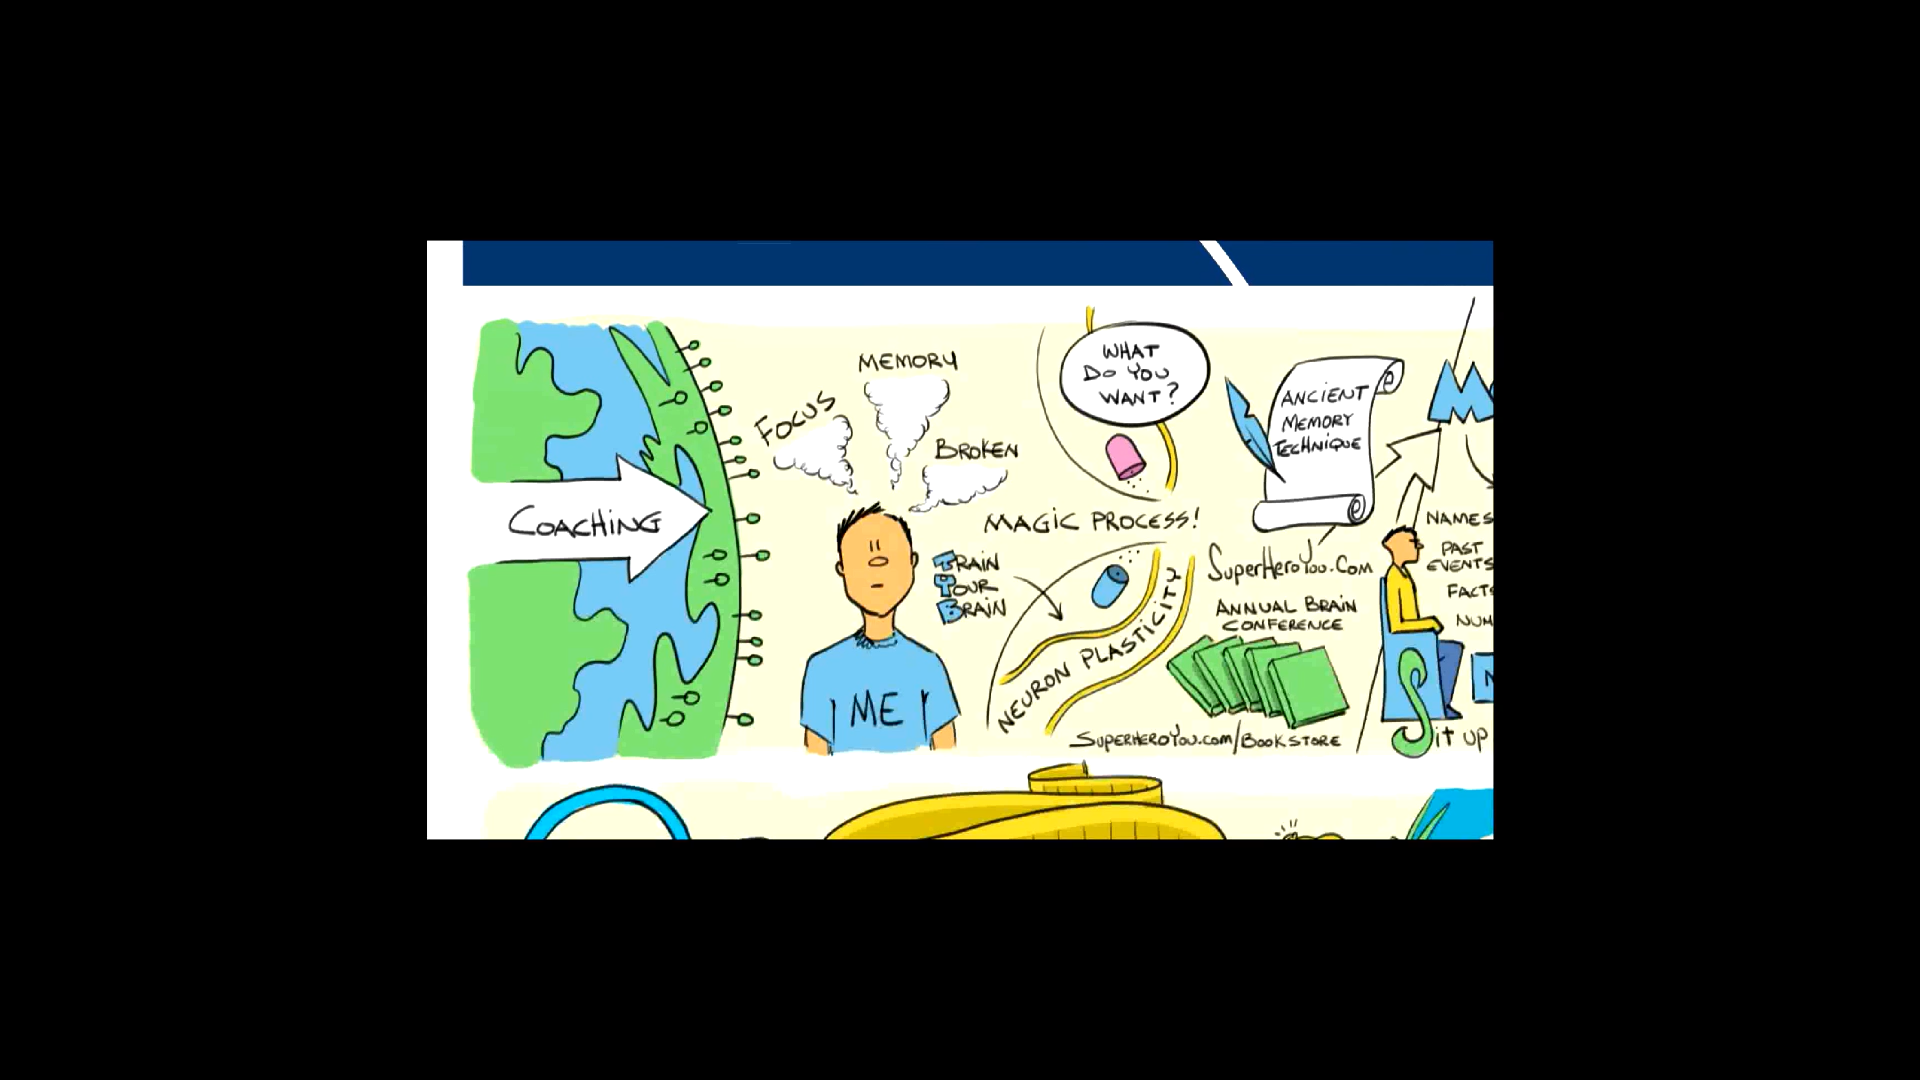 COACHING
FOCUS
MEMORY
BROKEN
ME
TRAIN
YOUR
BRAIN
WHAT
DO YOU
WANT?
MAGIC PROCESS!
NEURON PLASTICITY
ANCIENT
MEMORY
TECHNIQUE
SUPERHEROYOU.COM
ANNUAL BRAIN
CONFERENCE
SUPERHEROYOU.COM/BOOKSTORE
NAMES
PAST
EVENTS
FACTS
SIT UP